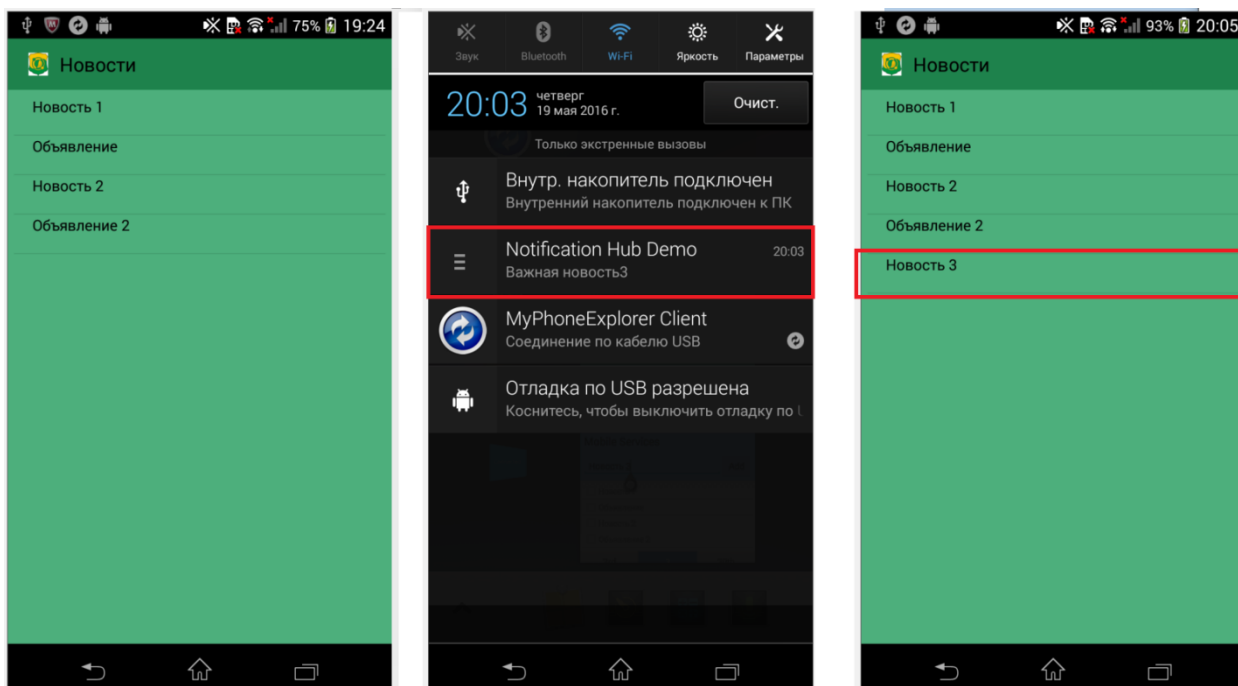 75% 19:24
Новости
Новость 1
Объявление
Новость 2
Объявление 2
Звук
Bluetooth
Wi-Fi
Яркость
Параметры
20:03
четверг
19 мая 2016 г.
Очист.
Только экстренные вызовы
Внутр. накопитель подключен
Внутренний накопитель подключен к ПК
Notification Hub Demo
20:03
Важная новость3
MyPhoneExplorer Client
Соединение по кабелю USB
Отладка по USB разрешена
Коснитесь, чтобы выключить отладку по
93% 20:05
Новости
Новость 1
Объявление
Новость 2
Объявление 2
Новость 3